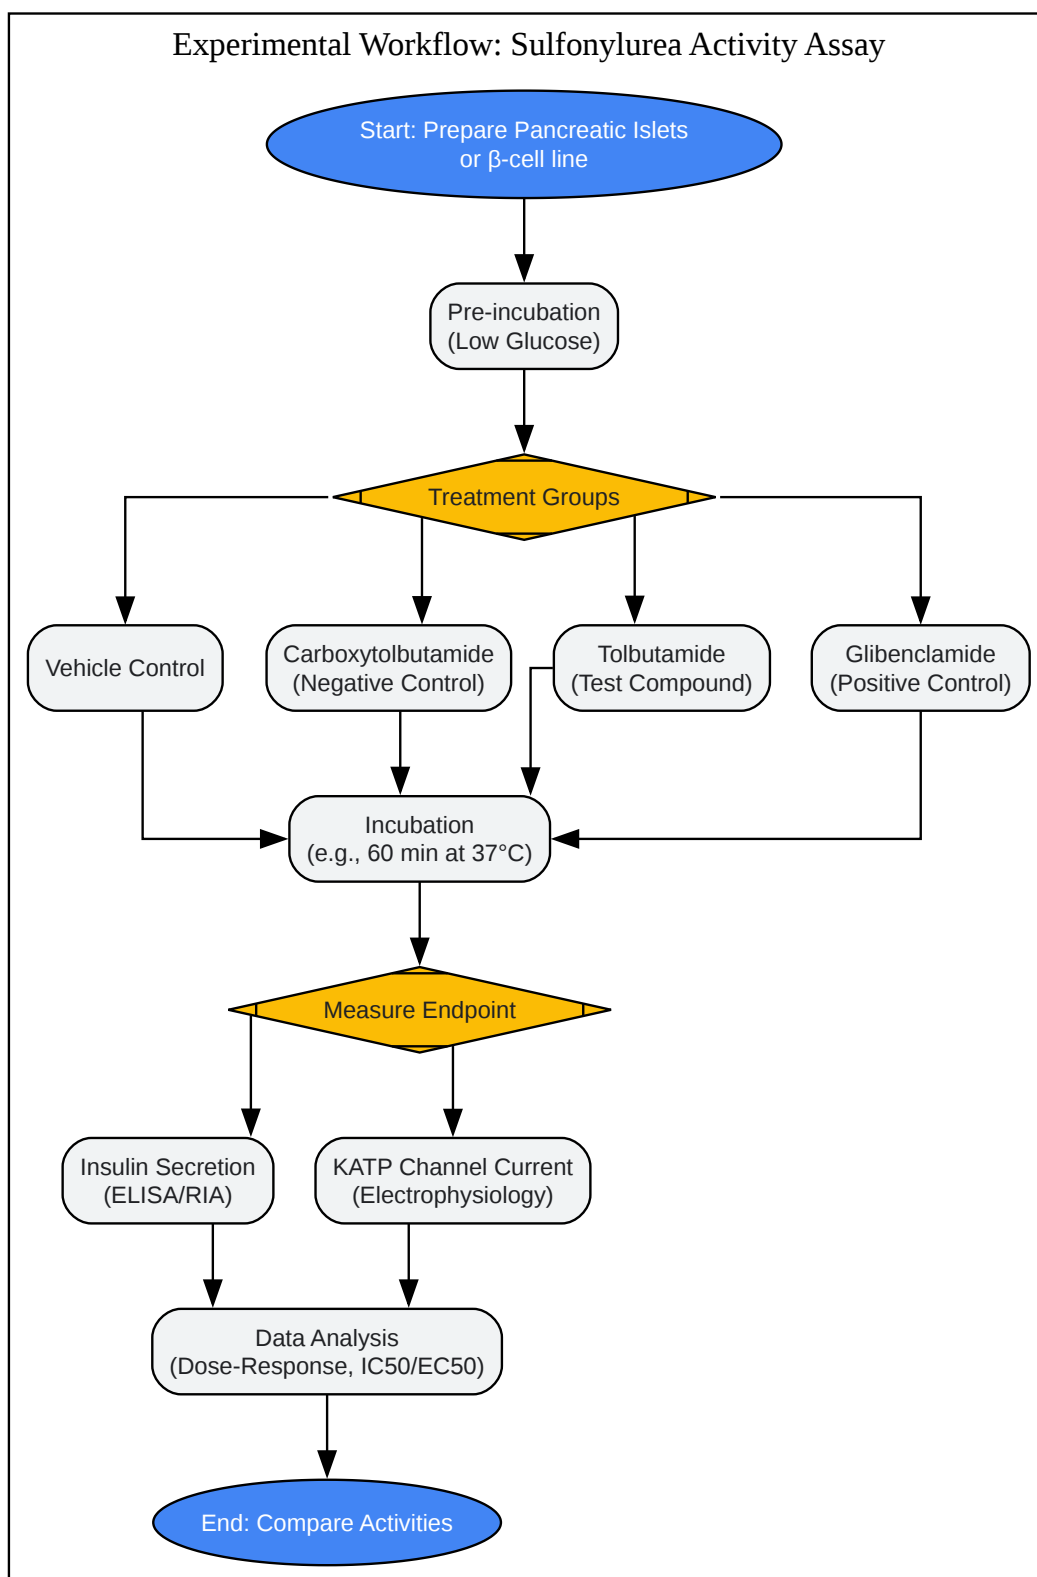 Experimental Workflow: Sulfonylurea Activity Assay
Start: Prepare Pancreatic Islets
or β-cell line
Pre-incubation
(Low Glucose)
Treatment Groups
Vehicle Control
Carboxytolbutamide
(Negative Control)
Tolbutamide
(Test Compound)
Glibenclamide
(Positive Control)
Incubation
(e.g., 60 min at 37°C)
Measure Endpoint
Insulin Secretion
(ELISA/RIA)
KATP Channel Current
(Electrophysiology)
Data Analysis
(Dose-Response, IC50/EC50)
End: Compare Activities